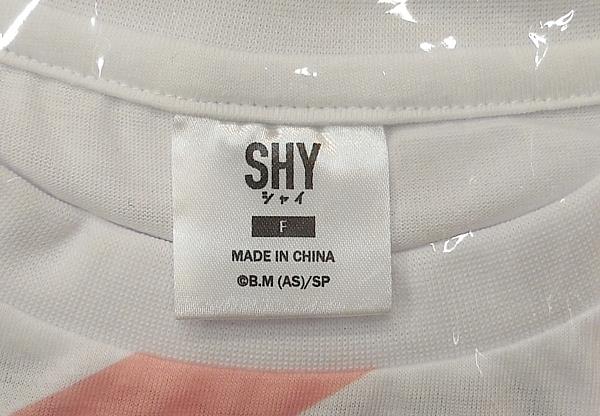 SHY
シャイ
F
MADE IN CHINA
©B.M (AS)/SP